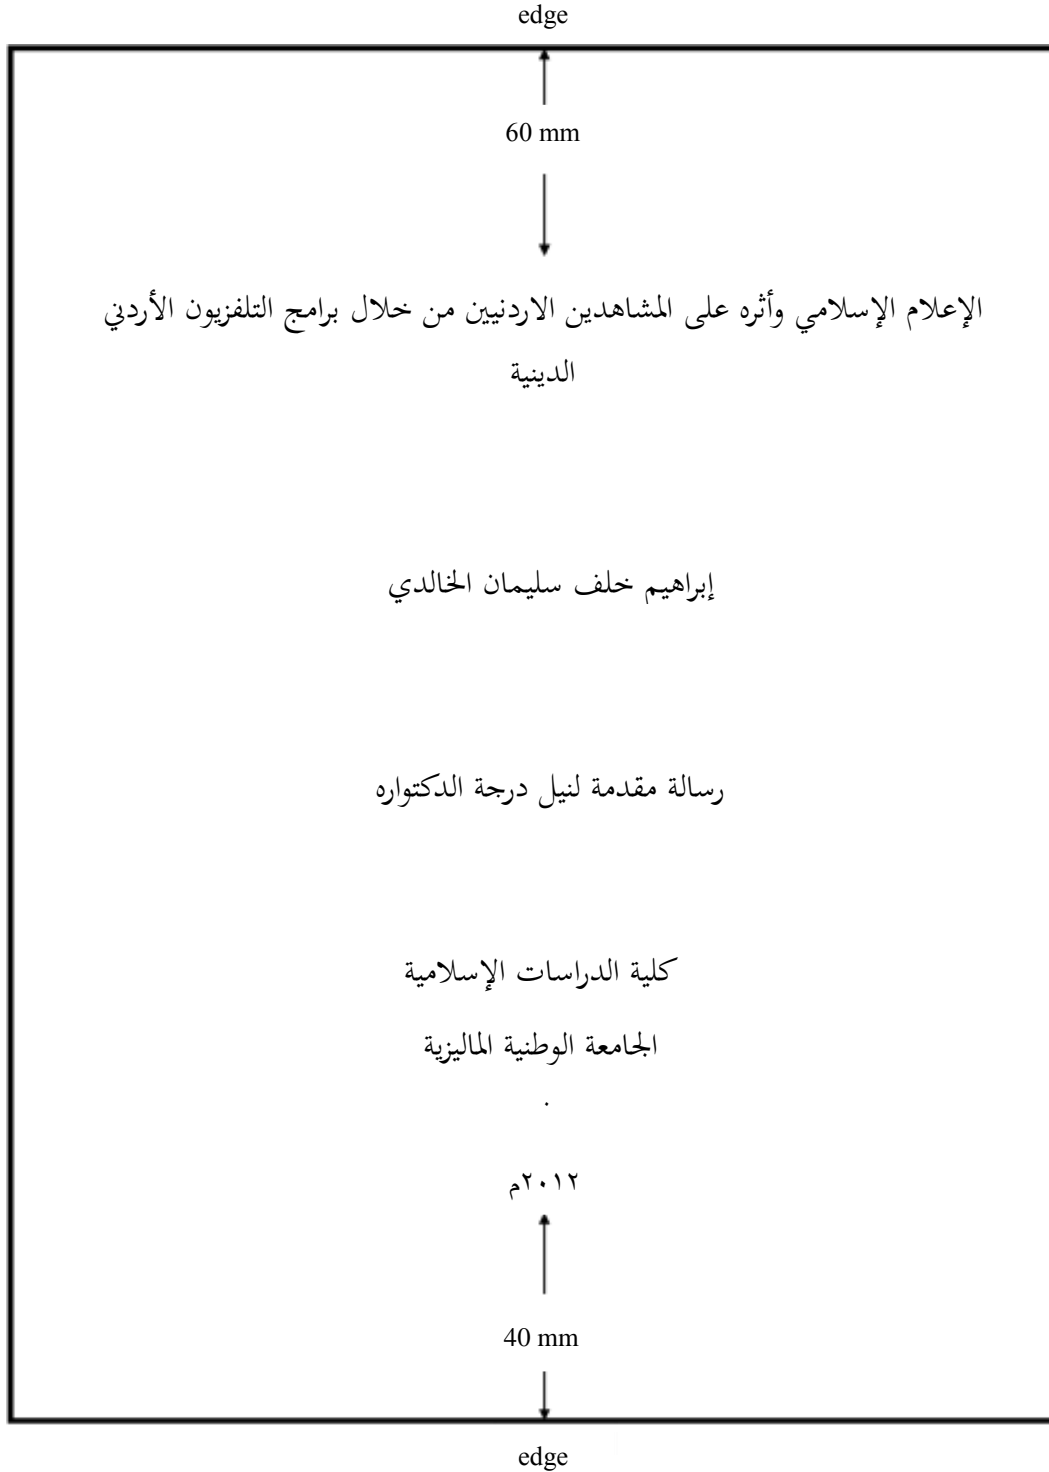 edge
60 mm
الإعلام الإسلامي وأثره على المشاهدين الاردنيين من خلال برامج التلفزيون الأردني
الدينية
إبراهيم خلف سليمان الخالدي
رسالة مقدمة لنيل درجة الدكتواره
كلية الدراسات الإسلامية
الجامعة الوطنية الماليزية
.
٢٠١٢م
40 mm
edge